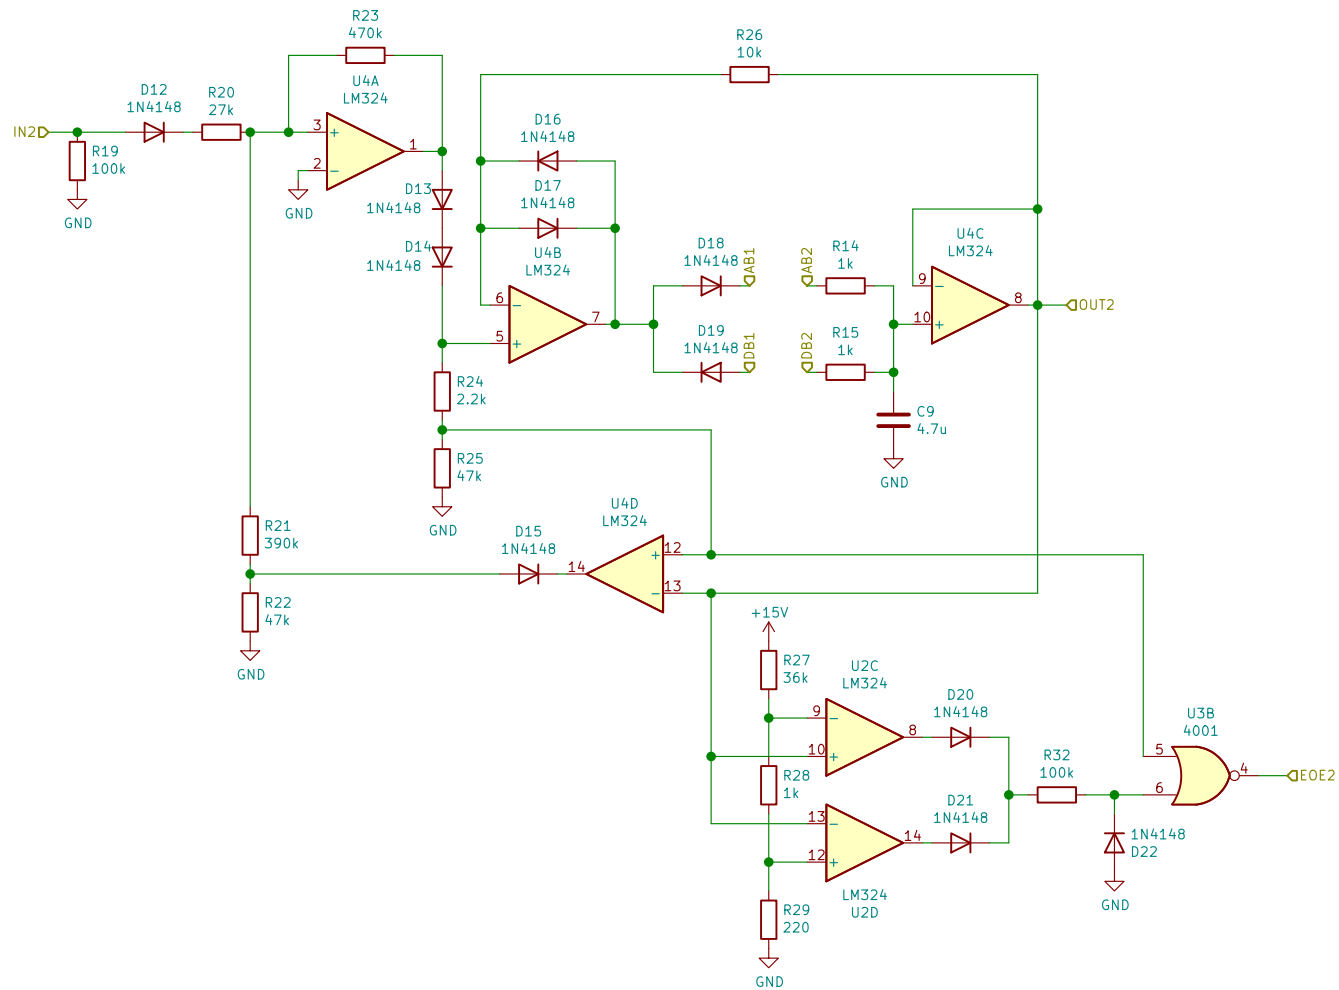 R23
470k
R26
10k
U4A
LM324
D12
1N4148
R20
27k
IN2
R19
100k
GND
3
+
2
−
1
GND
D16
1N4148
D17
1N4148
D13
1N4148
D14
1N4148
U4B
LM324
6
−
5
+
7
D18
1N4148
AB1
D19
1N4148
DB1
AB2
R14
1k
DB2
R15
1k
U4C
LM324
9
−
10
+
8
OUT2
C9
4.7u
GND
R24
2.2k
R25
47k
GND
U4D
LM324
12
+
13
−
14
D15
1N4148
R21
390k
R22
47k
GND
+15V
R27
36k
U2C
LM324
9
−
10
+
8
D20
1N4148
R28
1k
13
−
12
+
14
D21
1N4148
LM324
U2D
R29
220
GND
R32
100k
1N4148
D22
GND
U3B
4001
5
6
4
EOE2